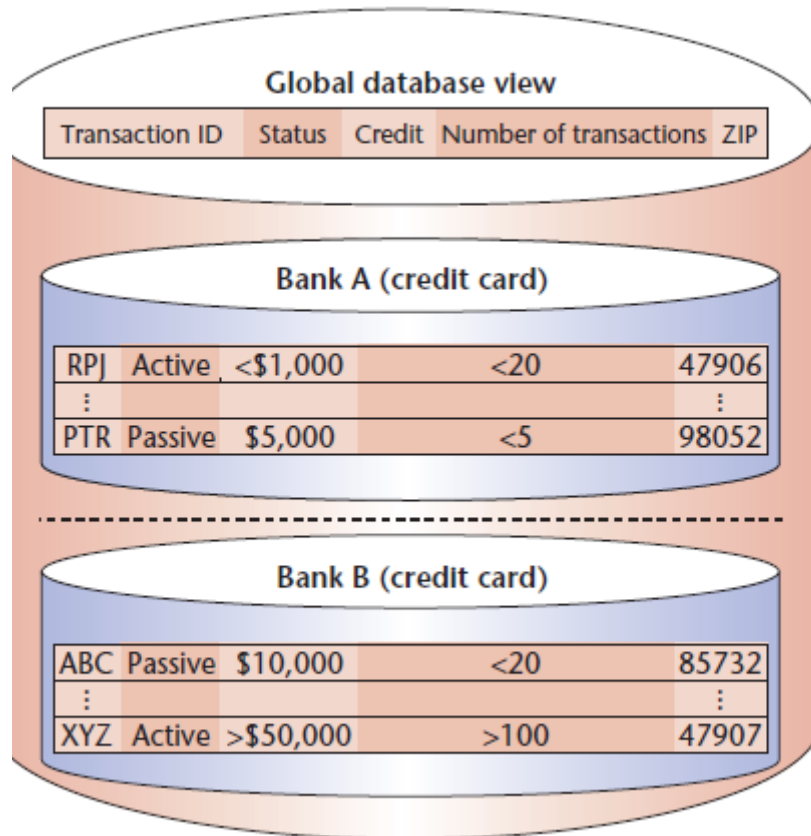 Global database view
Transaction ID Status Credit Number of transactions ZIP
Bank A (credit card)
RPJ Active <$1,000 <20 47906
⋮ ⋮
PTR Passive $5,000 <5 98052
Bank B (credit card)
ABC Passive $10,000 <20 85732
⋮ ⋮
XYZ Active >$50,000 >100 47907